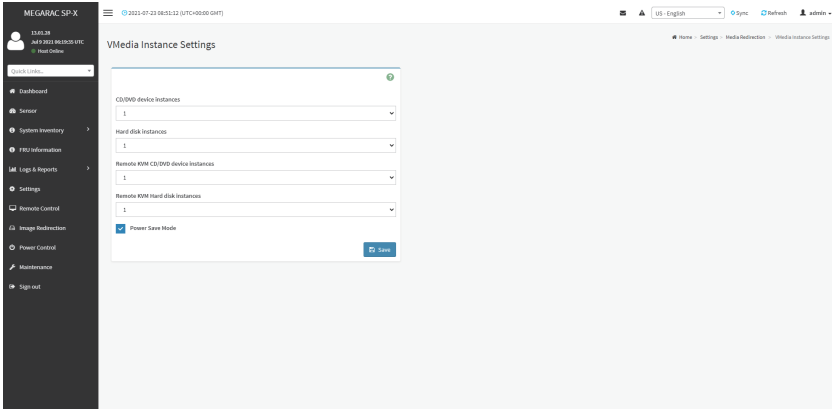 MEGARAC SP-X
2021-07-23 08:51:12 (UTC+00:00 GMT)
US - English
Sync
Refresh
admin
13.01.28
Jul 9 2021 06:19:35 UTC
Host Online
Quick Links...
Dashboard
Sensor
System Inventory
FRU Information
Logs & Reports
Settings
Remote Control
Image Redirection
Power Control
Maintenance
Sign out
VMedia Instance Settings
Home > Settings > Media Redirection > VMedia Instance Settings
CD/DVD device instances
1
Hard disk instances
1
Remote KVM CD/DVD device instances
1
Remote KVM Hard disk instances
1
Power Save Mode
Save